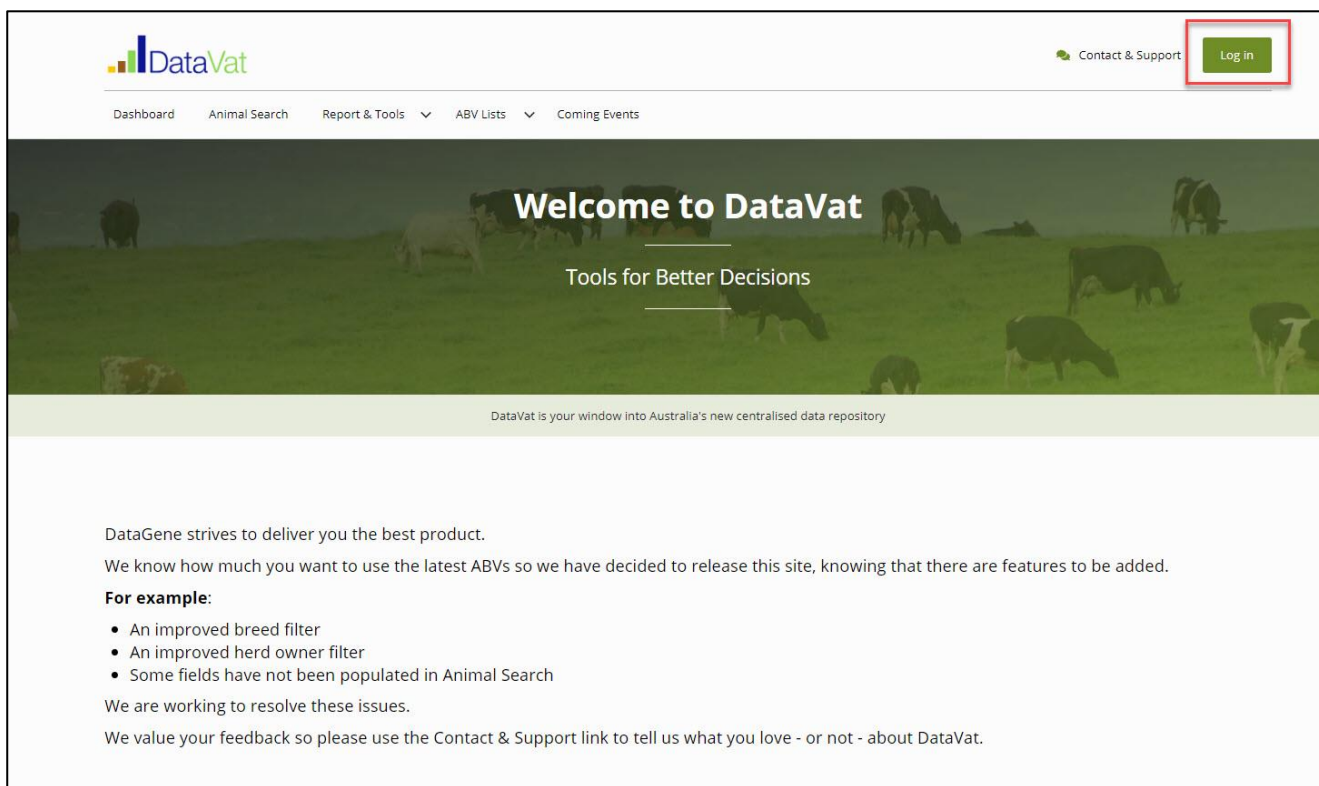 DataVat
Contact & Support
Log in
Dashboard Animal Search Report & Tools ABV Lists Coming Events
Welcome to DataVat
Tools for Better Decisions
DataVat is your window into Australia's new centralised data repository
DataGene strives to deliver you the best product.
We know how much you want to use the latest ABVs so we have decided to release this site, knowing that there are features to be added.
For example:
• An improved breed filter
• An improved herd owner filter
• Some fields have not been populated in Animal Search
We are working to resolve these issues.
We value your feedback so please use the Contact & Support link to tell us what you love - or not - about DataVat.